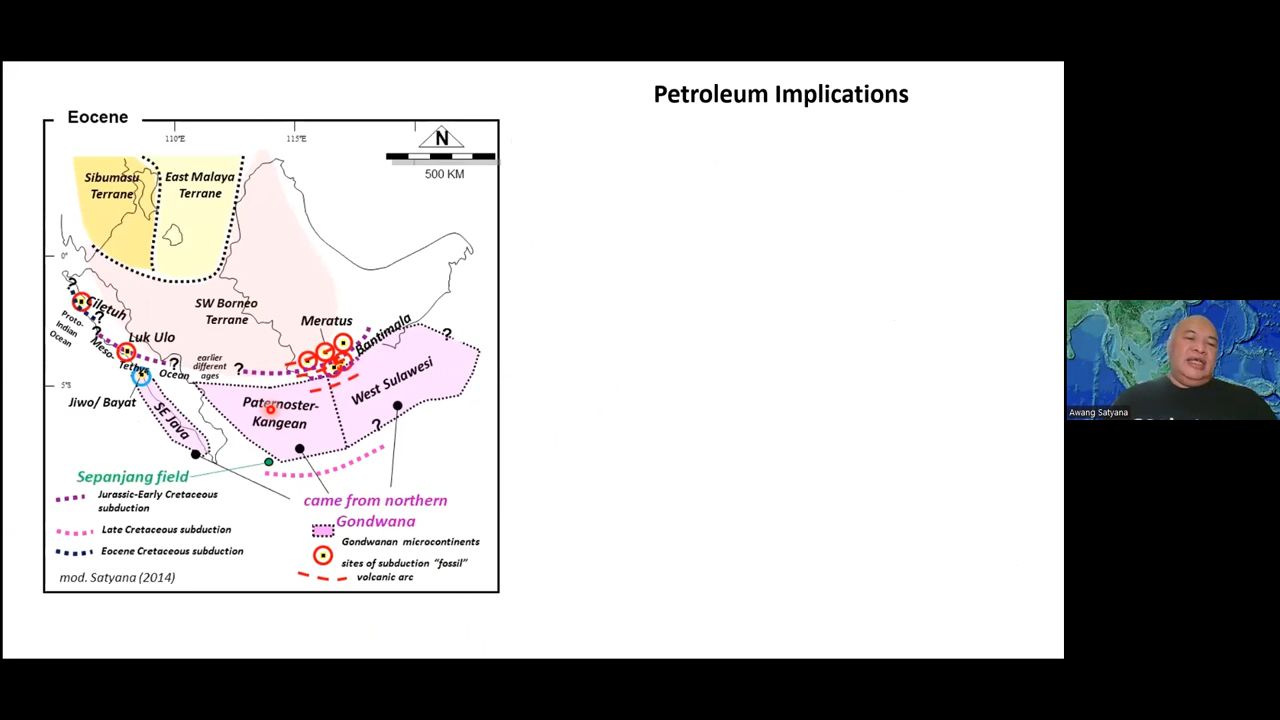 Petroleum Implications
Eocene
110°E
115°E
N
500 KM
Sibumasu
Terrane
East Malaya
Terrane
0°
?
Ciletuh
?
SW Borneo
Terrane
Meratus
Bantimala
?
Proto-
Indian
Ocean
?
Meso-
Tethys
Ocean
Luk Ulo
?
earlier
different
ages
?
5°S
Jiwo/ Bayat
SE Java
Paternoster-
Kangean
West Sulawesi
?
Sepanjang field
Jurassic-Early Cretaceous
subduction
Late Cretaceous subduction
Eocene Cretaceous subduction
came from northern
Gondwana
Gondwanan microcontinents
sites of subduction "fossil"
volcanic arc
mod. Satyana (2014)
Awang Satyana